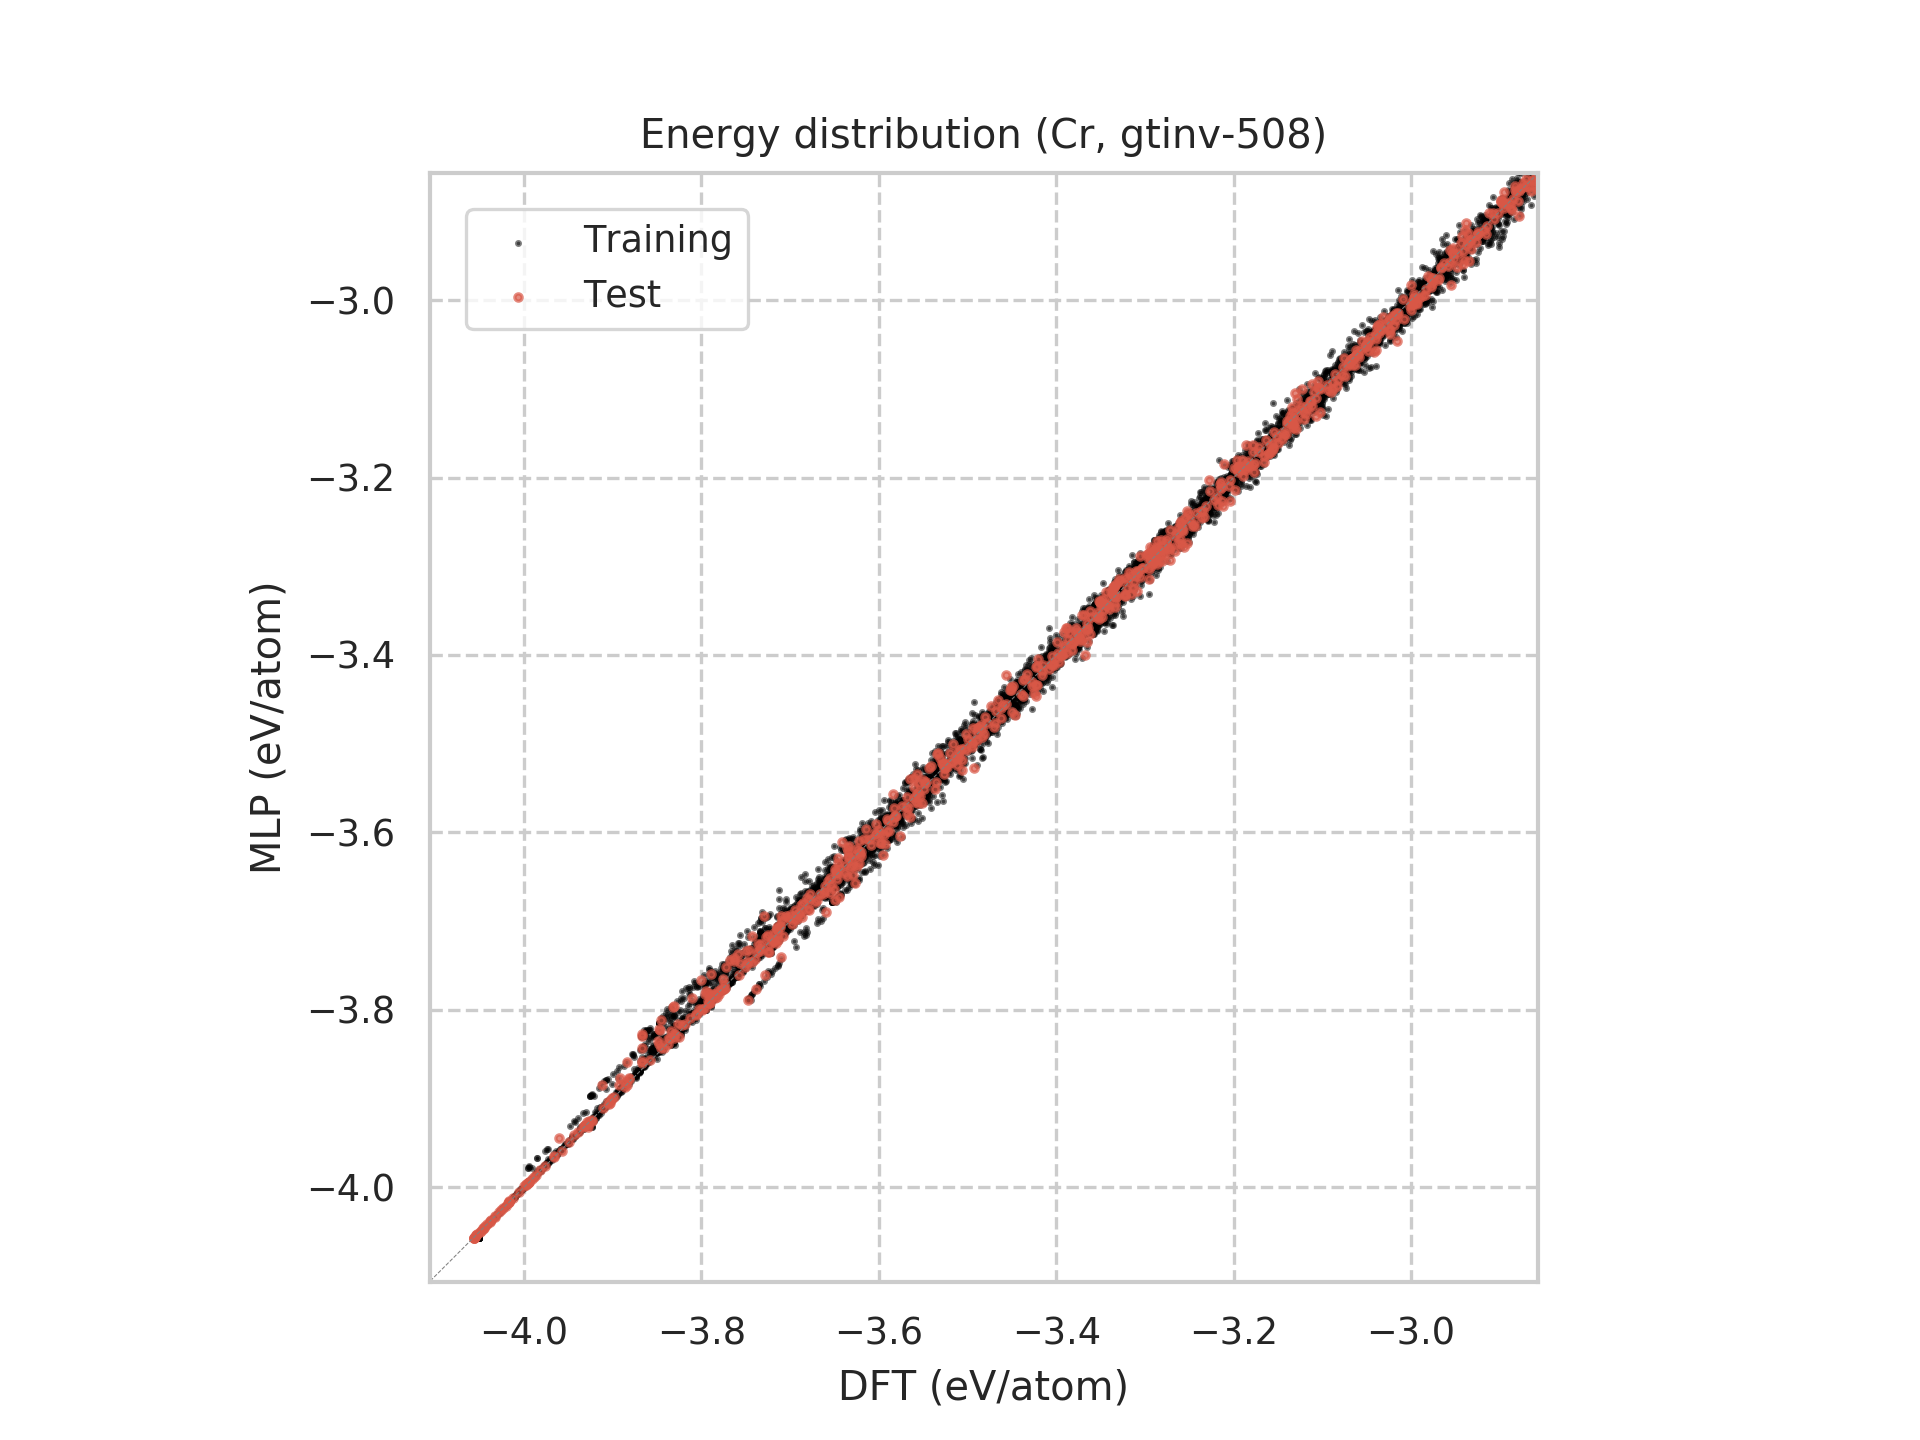 Energy distribution (Cr, gtinv-508)
Training
Test
MLP (eV/atom)
−3.0
−3.2
−3.4
−3.6
−3.8
−4.0
−4.0 −3.8 −3.6 −3.4 −3.2 −3.0
DFT (eV/atom)